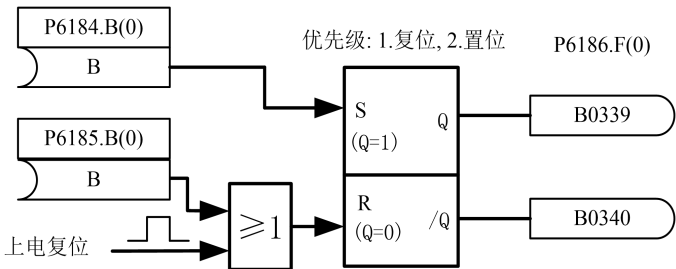 P6184.B(0)
B
优先级: 1.复位, 2.置位
P6186.F(0)
S
(Q=1)
Q
B0339
P6185.B(0)
B
≥1
R
(Q=0)
/Q
B0340
上电复位